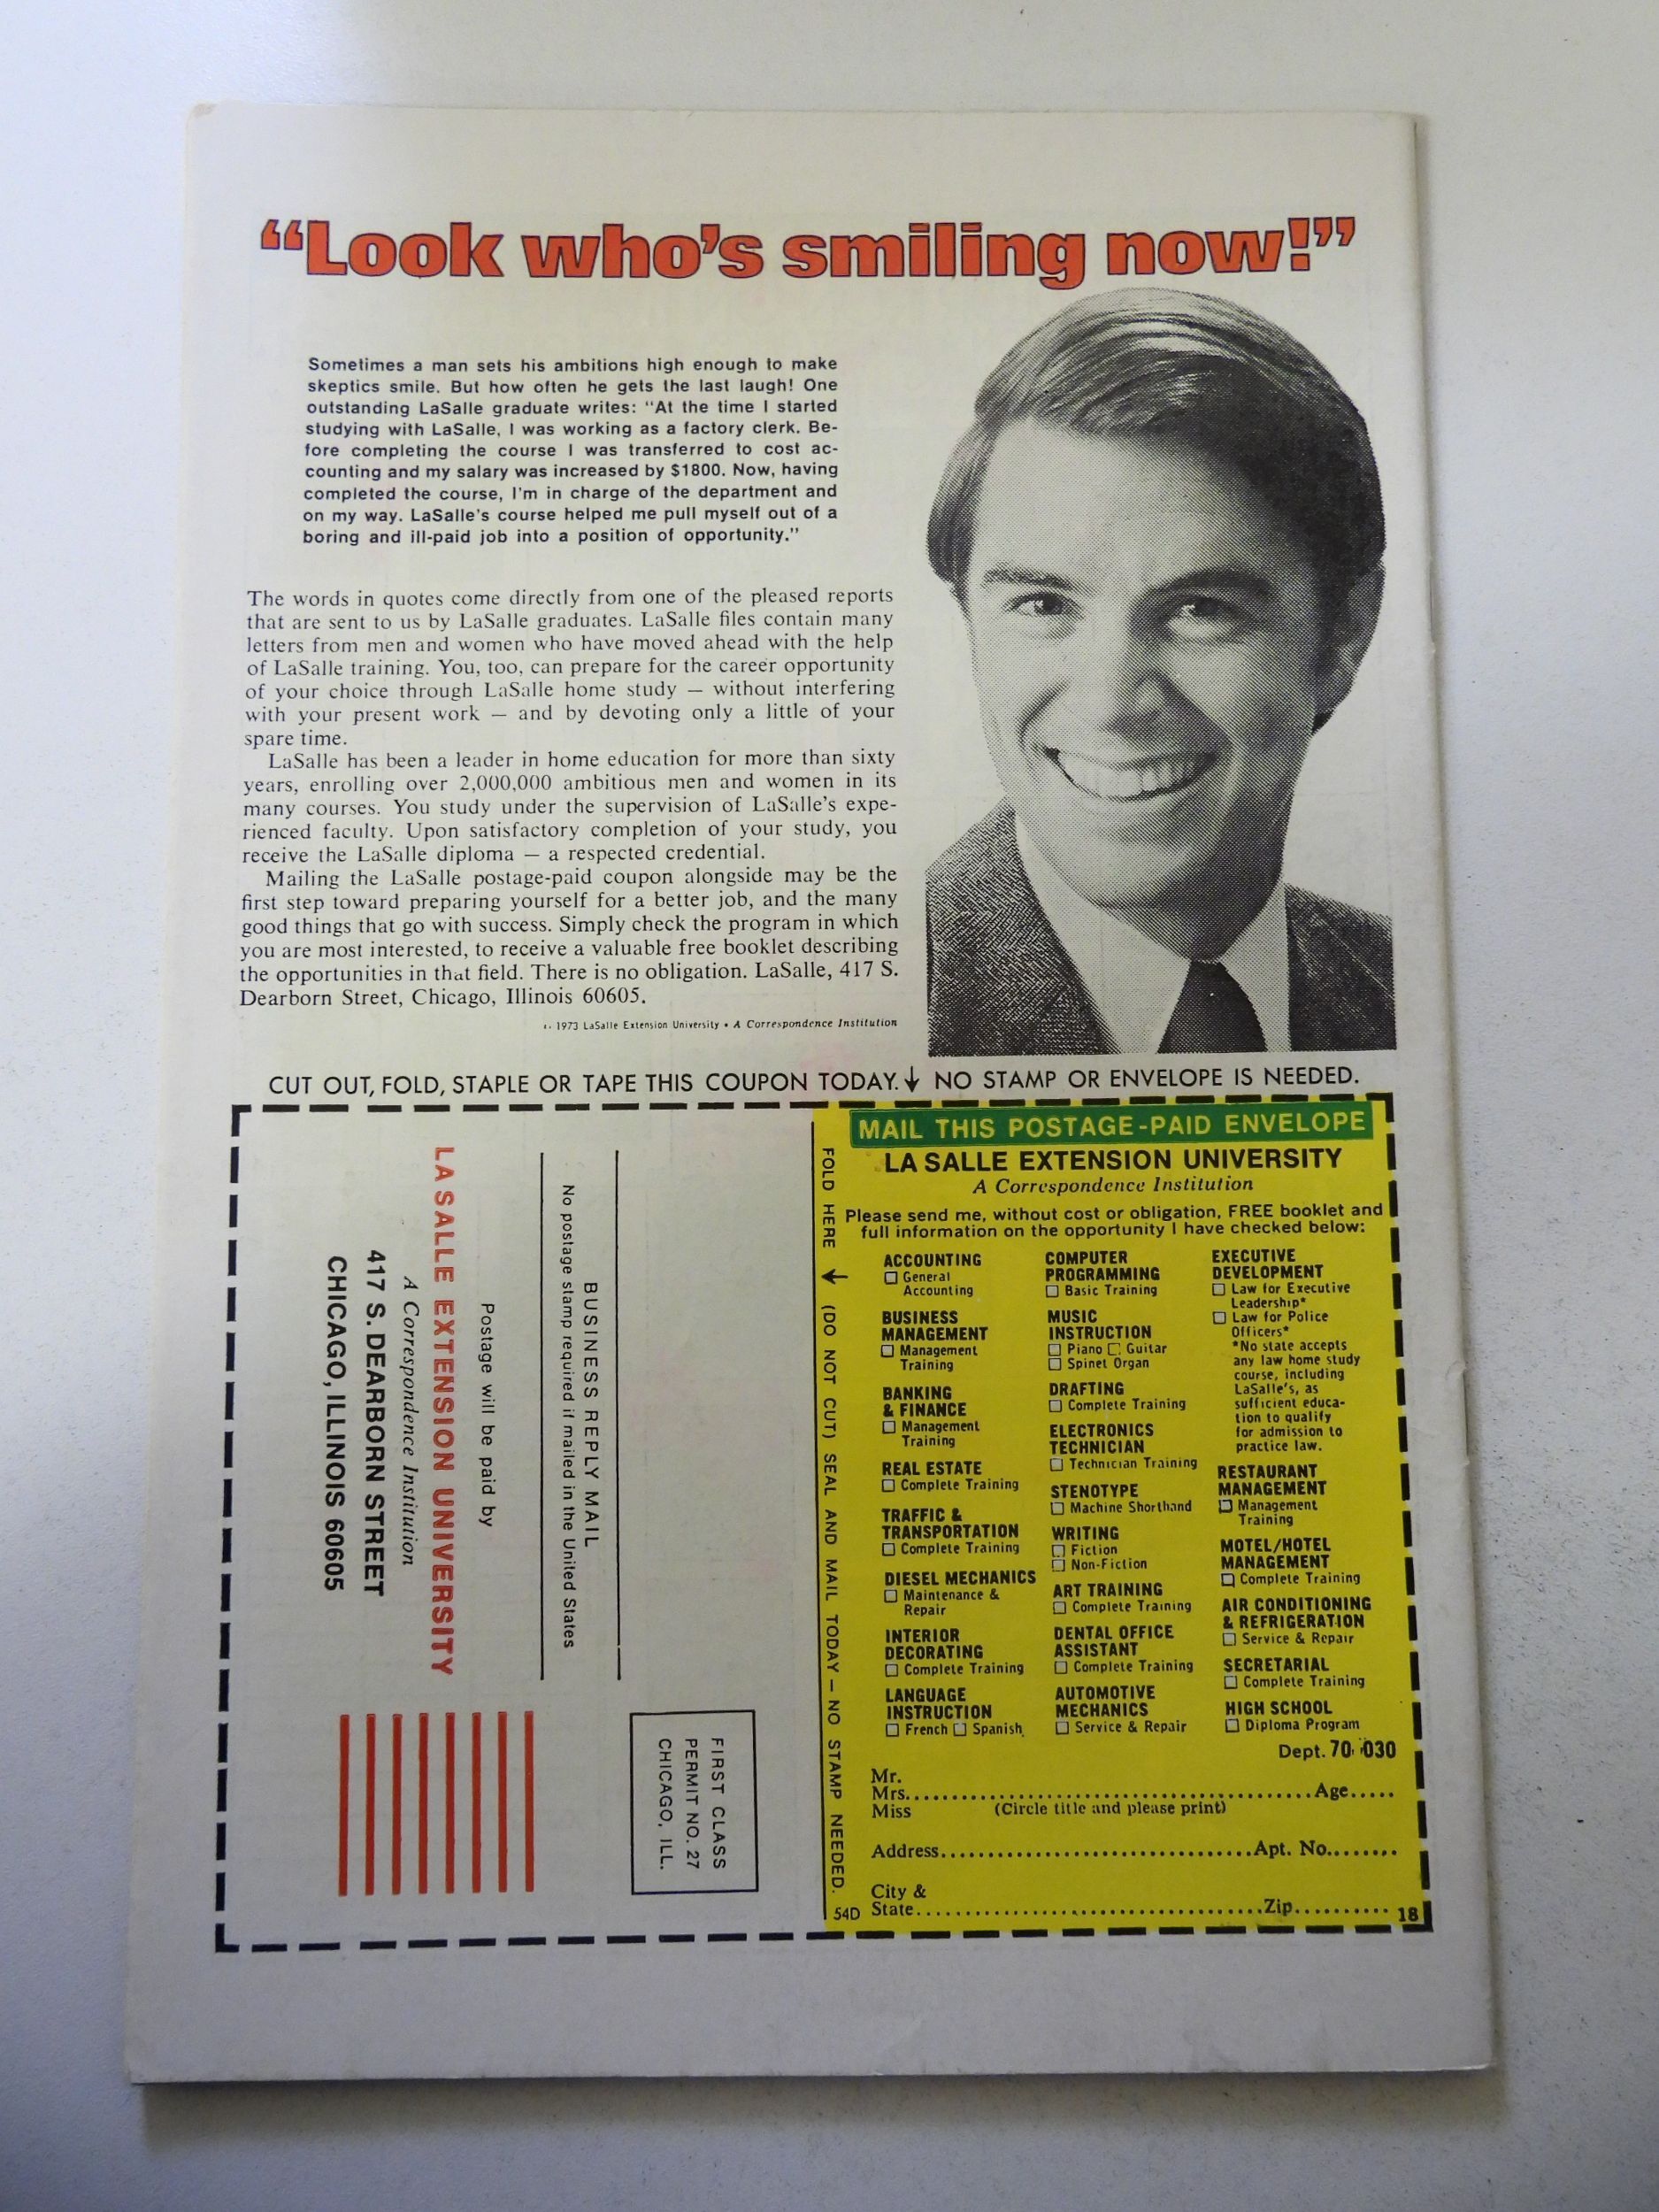 “Look who’s smiling now!”
Sometimes a man sets his ambitions high enough to make
skeptics smile. But how often he gets the last laugh! One
outstanding LaSalle graduate writes: “At the time I started
studying with LaSalle, I was working as a factory clerk. Be-
fore completing the course I was transferred to cost ac-
counting and my salary was increased by $1800. Now, having
completed the course, I’m in charge of the department and
on my way. LaSalle’s course helped me pull myself out of a
boring and ill-paid job into a position of opportunity.”
The words in quotes come directly from one of the pleased reports
that are sent to us by LaSalle graduates. LaSalle files contain many
letters from men and women who have moved ahead with the help
of LaSalle training. You, too, can prepare for the career opportunity
of your choice through LaSalle home study — without interfering
with your present work — and by devoting only a little of your
spare time.
LaSalle has been a leader in home education for more than sixty
years, enrolling over 2,000,000 ambitious men and women in its
many courses. You study under the supervision of LaSalle’s expe-
rienced faculty. Upon satisfactory completion of your study, you
receive the LaSalle diploma — a respected credential.
Mailing the LaSalle postage-paid coupon alongside may be the
first step toward preparing yourself for a better job, and the many
good things that go with success. Simply check the program in which
you are most interested, to receive a valuable free booklet describing
the opportunities in that field. There is no obligation. LaSalle, 417 S.
Dearborn Street, Chicago, Illinois 60605.
1973 LaSalle Extension University • A Correspondence Institution
CUT OUT, FOLD, STAPLE OR TAPE THIS COUPON TODAY. ↓ NO STAMP OR ENVELOPE IS NEEDED.
FIRST CLASS
PERMIT NO. 27
CHICAGO, ILL.
BUSINESS REPLY MAIL
No postage stamp required if mailed in the United States
Postage will be paid by
LA SALLE EXTENSION UNIVERSITY
A Correspondence Institution
417 S. DEARBORN STREET
CHICAGO, ILLINOIS 60605
FOLD HERE ↓ (DO NOT CUT) SEAL AND MAIL TODAY — NO STAMP NEEDED.
MAIL THIS POSTAGE-PAID ENVELOPE
LA SALLE EXTENSION UNIVERSITY
A Correspondence Institution
Please send me, without cost or obligation, FREE booklet and
full information on the opportunity I have checked below:
ACCOUNTING
☐ General
Accounting
BUSINESS
MANAGEMENT
☐ Management
Training
BANKING
& FINANCE
☐ Management
Training
REAL ESTATE
☐ Complete Training
TRAFFIC &
TRANSPORTATION
☐ Complete Training
DIESEL MECHANICS
☐ Maintenance &
Repair
INTERIOR
DECORATING
☐ Complete Training
LANGUAGE
INSTRUCTION
☐ French ☐ Spanish
COMPUTER
PROGRAMMING
☐ Basic Training
MUSIC
INSTRUCTION
☐ Piano ☐ Guitar
☐ Spinet Organ
DRAFTING
☐ Complete Training
ELECTRONICS
TECHNICIAN
☐ Technician Training
STENOTYPE
☐ Machine Shorthand
WRITING
☐ Fiction
☐ Non-Fiction
ART TRAINING
☐ Complete Training
DENTAL OFFICE
ASSISTANT
☐ Complete Training
AUTOMOTIVE
MECHANICS
☐ Service & Repair
EXECUTIVE
DEVELOPMENT
☐ Law for Executive
Leadership*
☐ Law for Police
Officers*
*No state accepts
any law home study
course, including
LaSalle’s, as
sufficient educa-
tion to qualify
for admission to
practice law.
RESTAURANT
MANAGEMENT
☐ Management
Training
MOTEL/HOTEL
MANAGEMENT
☐ Complete Training
AIR CONDITIONING
& REFRIGERATION
☐ Service & Repair
SECRETARIAL
☐ Complete Training
HIGH SCHOOL
☐ Diploma Program
Dept. 70-030
Mr.
Mrs. Age
Miss (Circle title and please print)
Address Apt. No.
City &
State Zip
54D
18